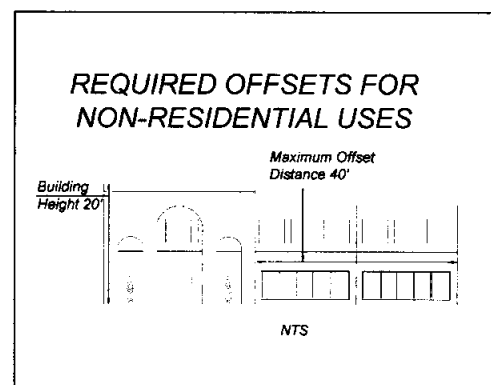 REQUIRED OFFSETS FOR
NON-RESIDENTIAL USES
Maximum Offset
Distance 40'
Building
Height 20'
NTS